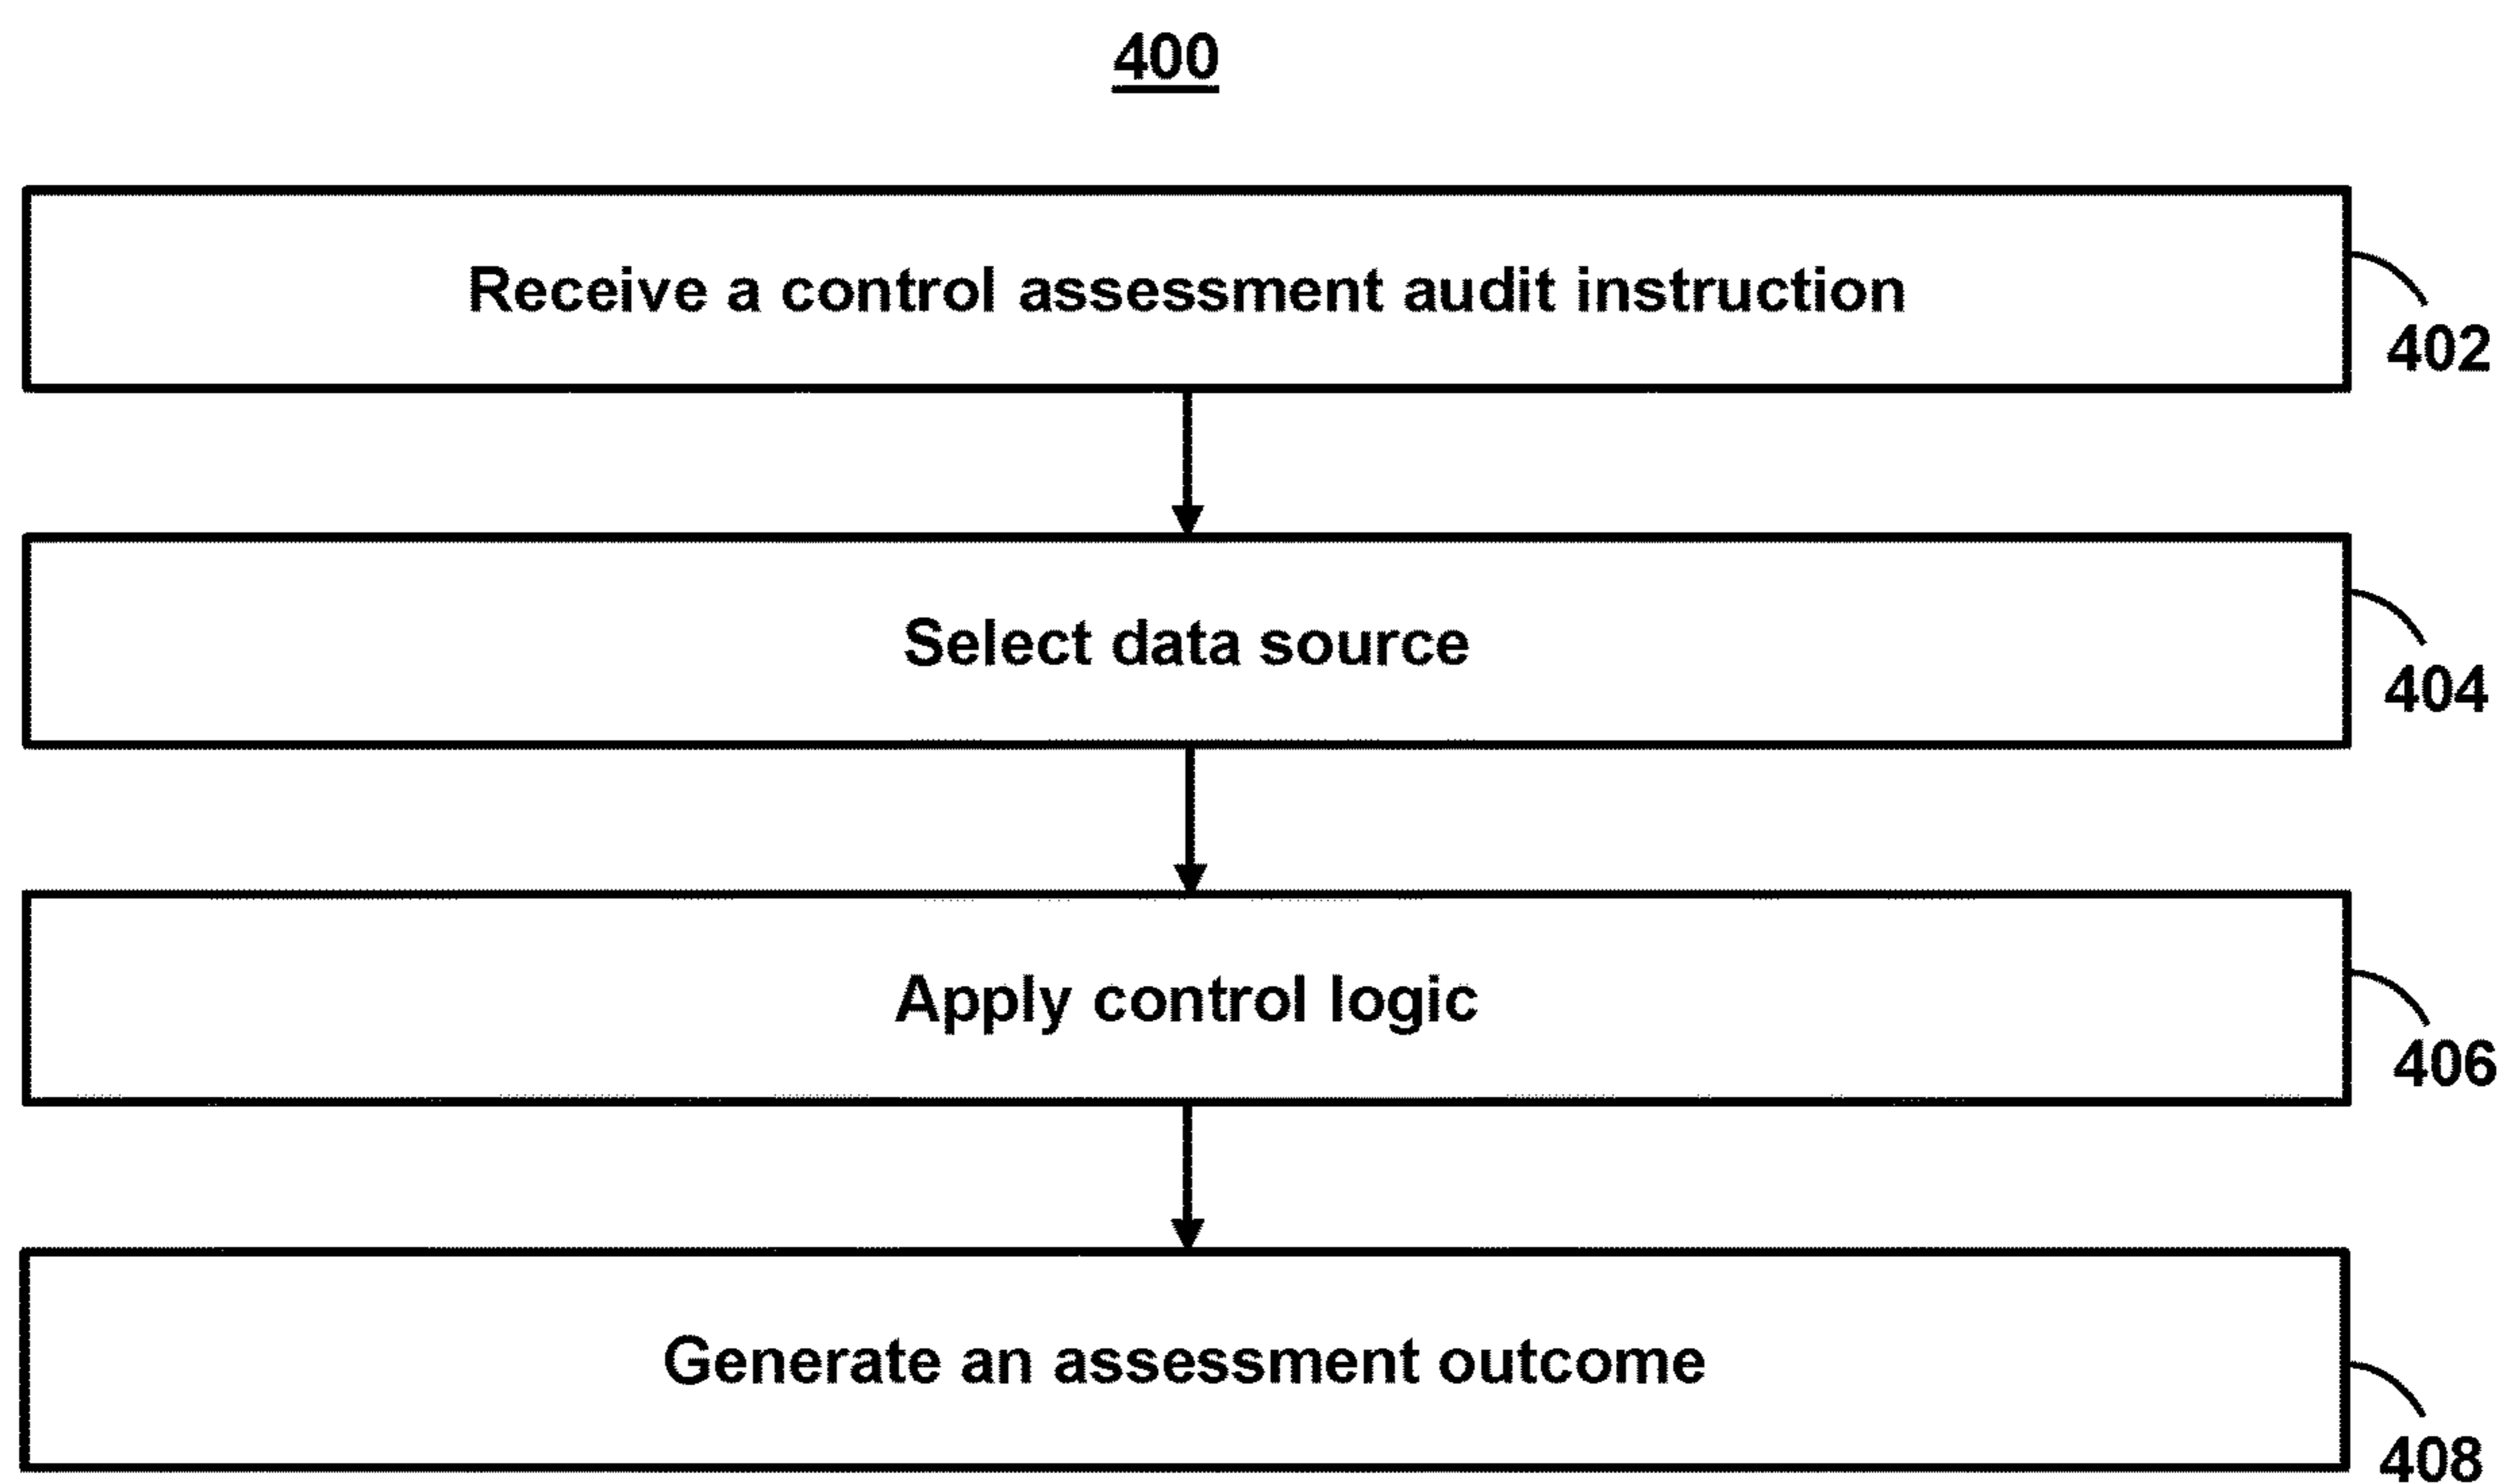 400
Receive a control assessment audit instruction
402
Select data source
404
Apply control logic
406
Generate an assessment outcome
408